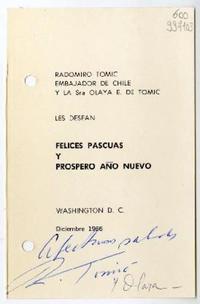 600
RADOMIRO TOMIC
EMBAJADOR DE CHILE
Y LA Sra OLAYA E. DE TOMIC
LES DESEAN
FELICES PASCUAS
Y
PROSPERO AÑO NUEVO
WASHINGTON D. C.
Diciembre 1966
Afectuosos saludos
R. Tomic
y Olaya